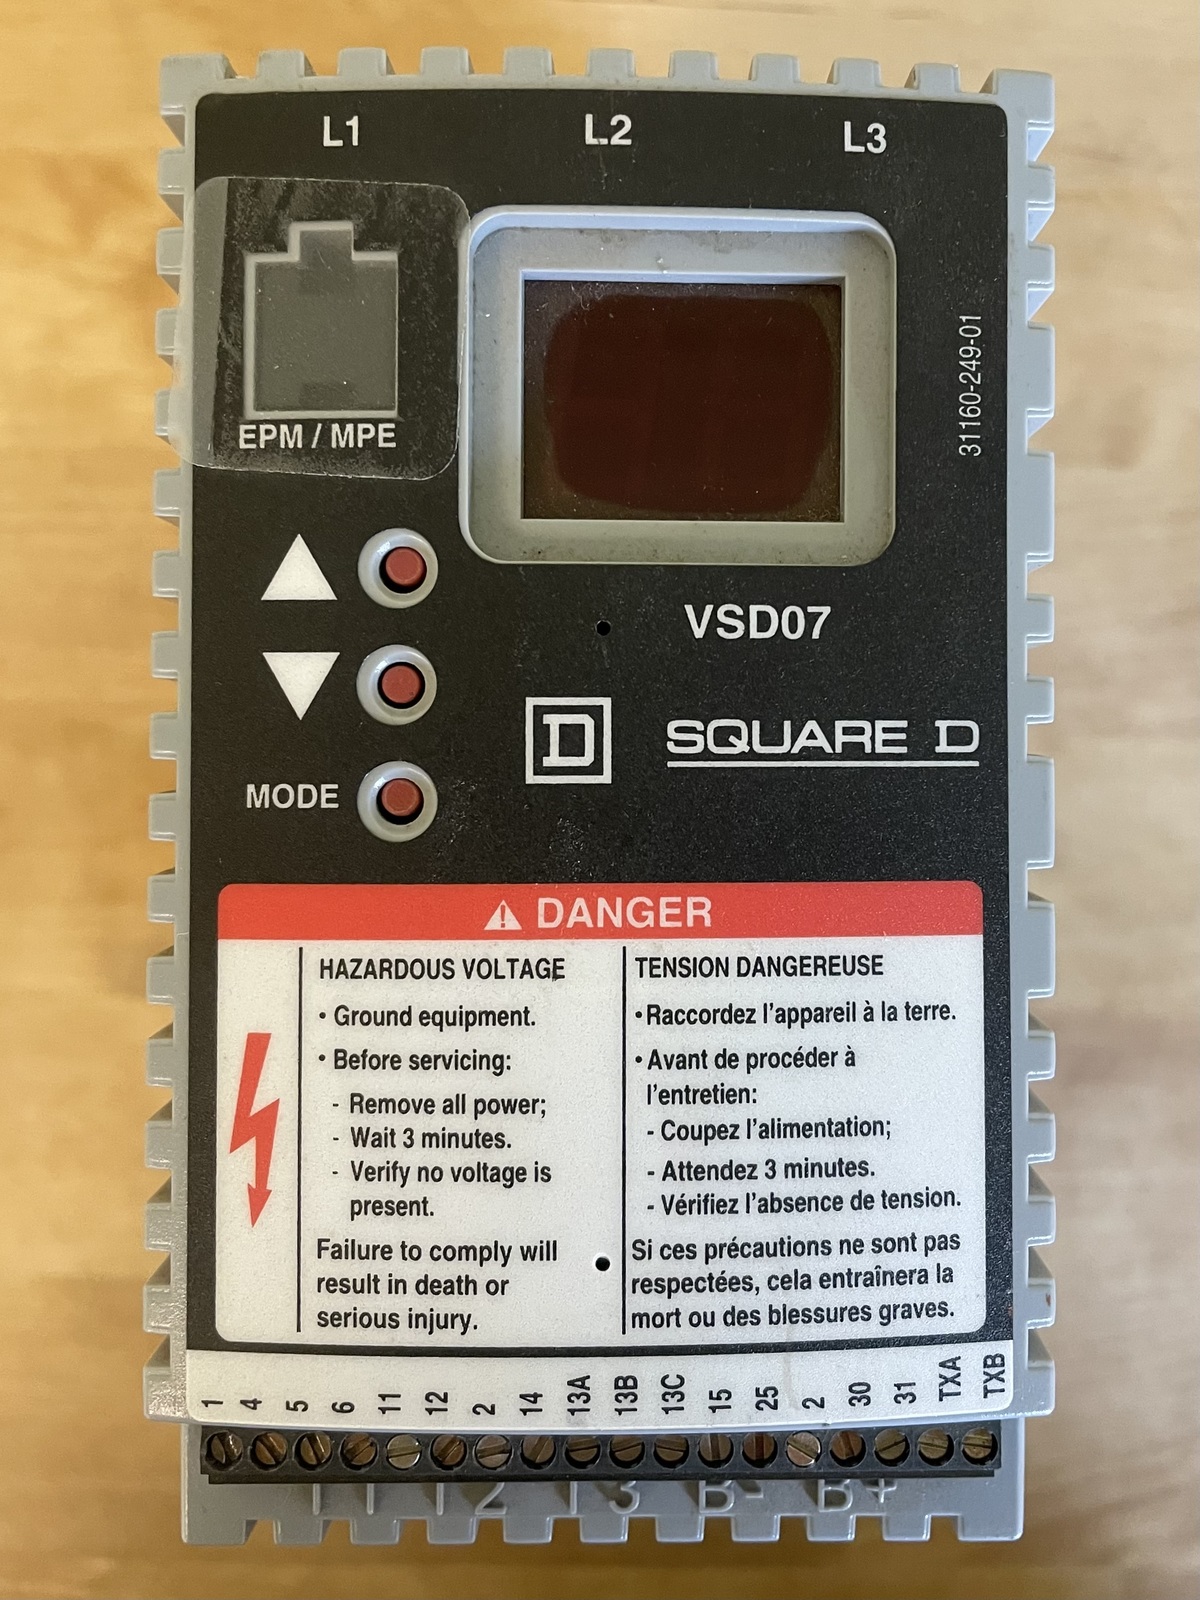 L1 L2 L3
EPM / MPE
31160-249-01
VSD07
D SQUARE D
MODE
DANGER
HAZARDOUS VOLTAGE
• Ground equipment.
• Before servicing:
- Remove all power;
- Wait 3 minutes.
- Verify no voltage is
present.
Failure to comply will
result in death or
serious injury.
TENSION DANGEREUSE
• Raccordez l'appareil à la terre.
• Avant de procéder à
l'entretien:
- Coupez l'alimentation;
- Attendez 3 minutes.
- Vérifiez l'absence de tension.
Si ces précautions ne sont pas
respectées, cela entraînera la
mort ou des blessures graves.
1 4 5 6 11 12 2 14 13A 13B 13C 15 25 2 30 31 TXA TXB
T1 T2 T3 B- B+